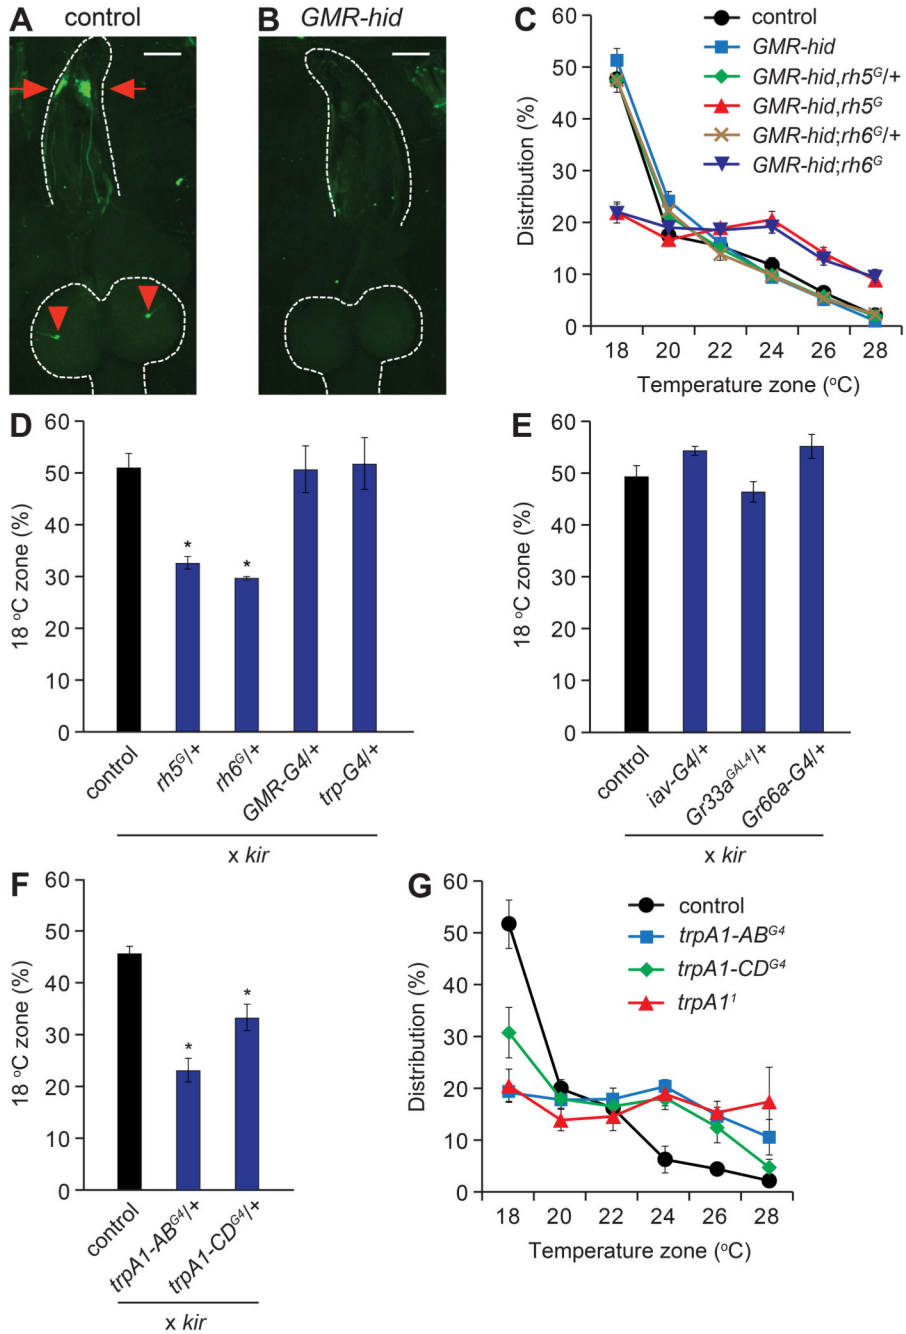 A control
B GMR-hid
C
control
GMR-hid
GMR-hid,rh5ᴳ/+
GMR-hid,rh5ᴳ
GMR-hid;rh6ᴳ/+
GMR-hid;rh6ᴳ
Distribution (%)
60
50
40
30
20
10
0
18 20 22 24 26 28
Temperature zone (ºC)
D
18 ºC zone (%)
60
50
40
30
20
10
0
*
*
control
rh5ᴳ/+
rh6ᴳ/+
GMR-G4/+
trp-G4/+
x kir
E
18 ºC zone (%)
60
50
40
30
20
10
0
control
iav-G4/+
Gr33aᴳᴬᴸ⁴/+
Gr66a-G4/+
x kir
F
18 ºC zone (%)
60
50
40
30
20
10
0
*
*
control
trpA1-ABᴳ⁴/+
trpA1-CDᴳ⁴/+
x kir
G
control
trpA1-ABᴳ⁴
trpA1-CDᴳ⁴
trpA1¹
Distribution (%)
60
50
40
30
20
10
0
18 20 22 24 26 28
Temperature zone (ºC)